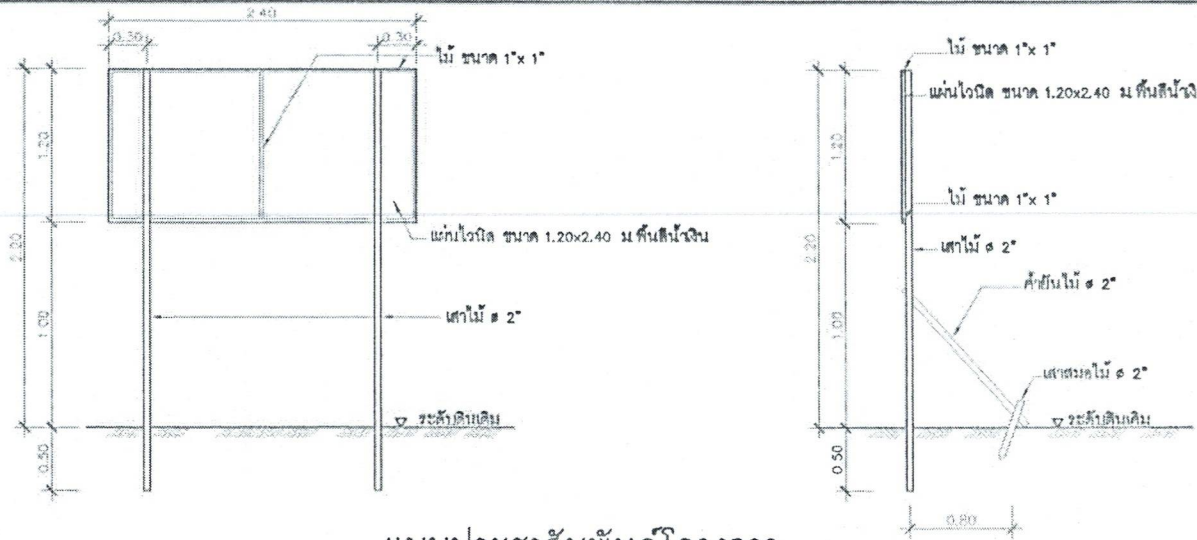 2.40
0.30
0.30
ไม้ ขนาด 1"x 1"
1.20
2.20
แผ่นไวนิล ขนาด 1.20x2.40 ม. พื้นสีน้ำเงิน
1.00
เสาไม้ ø 2"
ระดับดินเดิม
0.50
ไม้ ขนาด 1"x 1"
แผ่นไวนิล ขนาด 1.20x2.40 ม. พื้นสีน้ำเงิ
1.20
ไม้ ขนาด 1"x 1"
2.20
เสาไม้ ø 2"
ค้ำยันไม้ ø 2"
1.00
เสาสมอไม้ ø 2"
ระดับดินเดิม
0.50
0.80